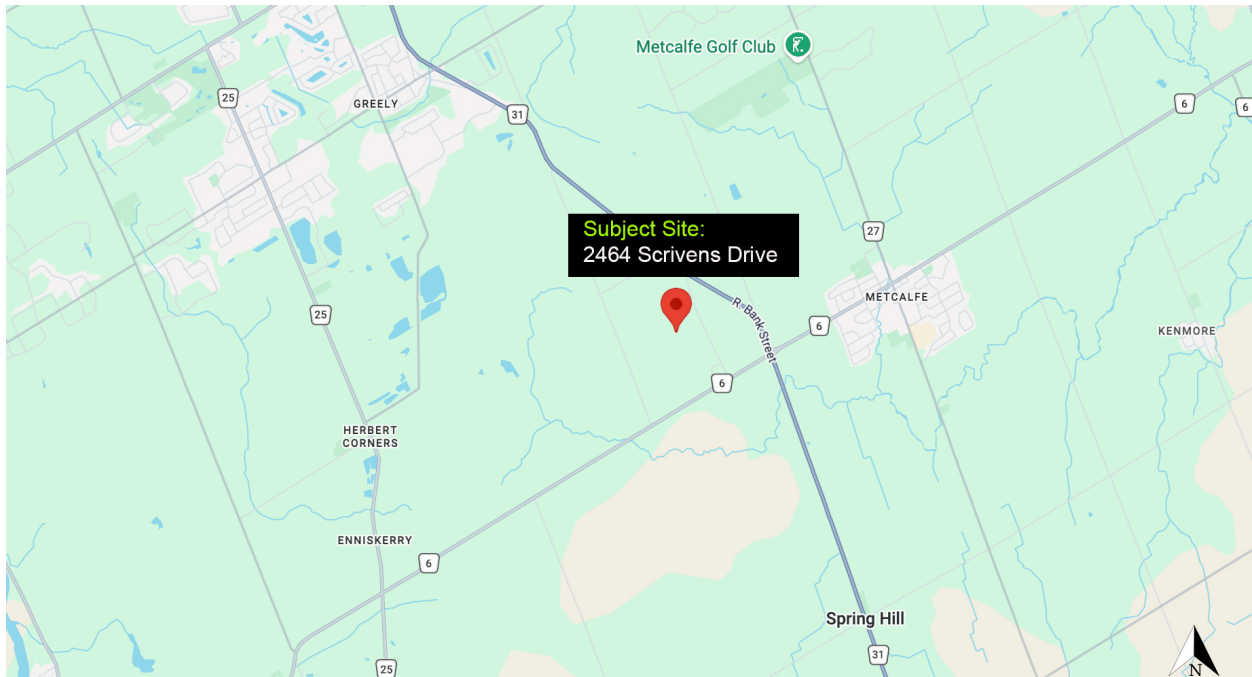 Metcalfe Golf Club
25
GREELY
6
6
31
Subject Site:
2464 Scrivens Drive
27
METCALFE
25
R. Bank Street
6
KENMORE
6
HERBERT
CORNERS
ENNISKERRY
6
Spring Hill
31
25
N